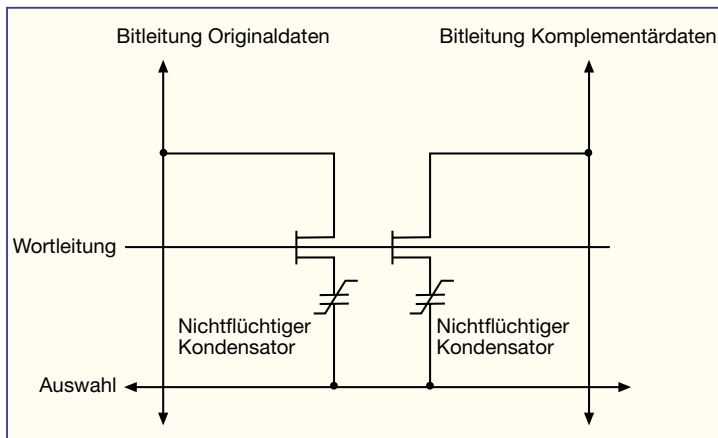 Bitleitung Originaldaten
Bitleitung Komplementärdaten
Wortleitung
Nichtflüchtiger
Kondensator
Nichtflüchtiger
Kondensator
Auswahl